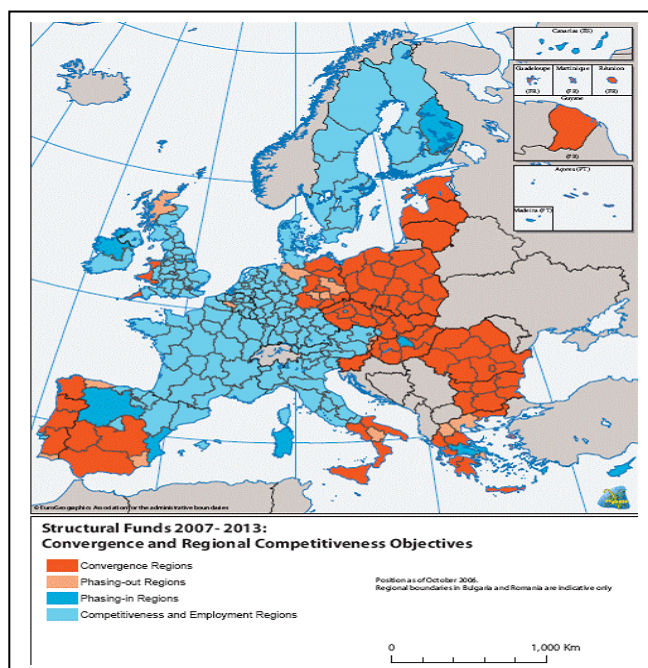 Canarias (ES)
Guadeloupe Martinique Réunion
(FR) (FR) (FR)
Guyane
(FR)
Açores (PT)
Madeira (PT)
© EuroGeographics Association for the administrative boundaries
Structural Funds 2007- 2013:
Convergence and Regional Competitiveness Objectives
Convergence Regions
Phasing-out Regions
Phasing-in Regions
Competitiveness and Employment Regions
Position as of October 2006.
Regional boundaries in Bulgaria and Romania are indicative only
0 1,000 Km